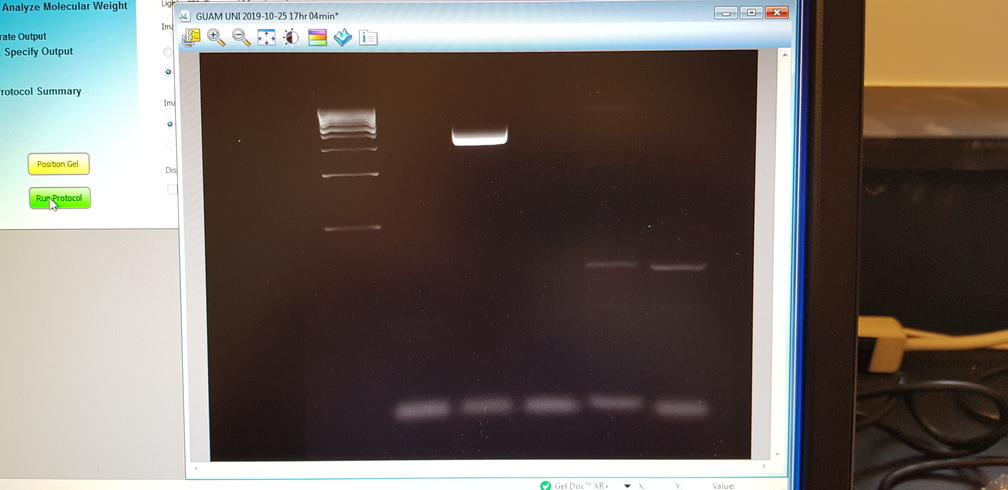 Analyze Molecular Weight
GUAM UNI 2019-10-25 17hr 04min*
rate Output
Specify Output
rotocol Summary
Position Gel
Run Protocol
Ima
Ima
Dis
Gel Doc™ XR+
X:
Y:
Value: